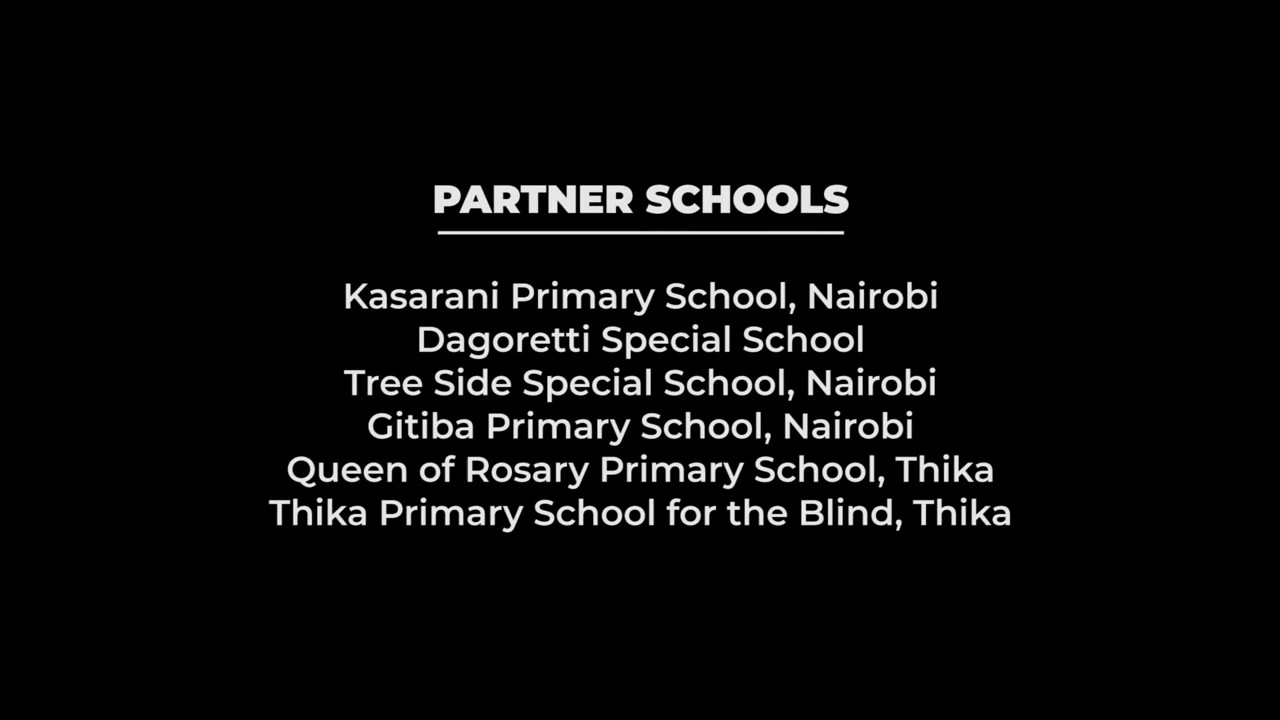 PARTNER SCHOOLS
Kasarani Primary School, Nairobi
Dagoretti Special School
Tree Side Special School, Nairobi
Gitiba Primary School, Nairobi
Queen of Rosary Primary School, Thika
Thika Primary School for the Blind, Thika